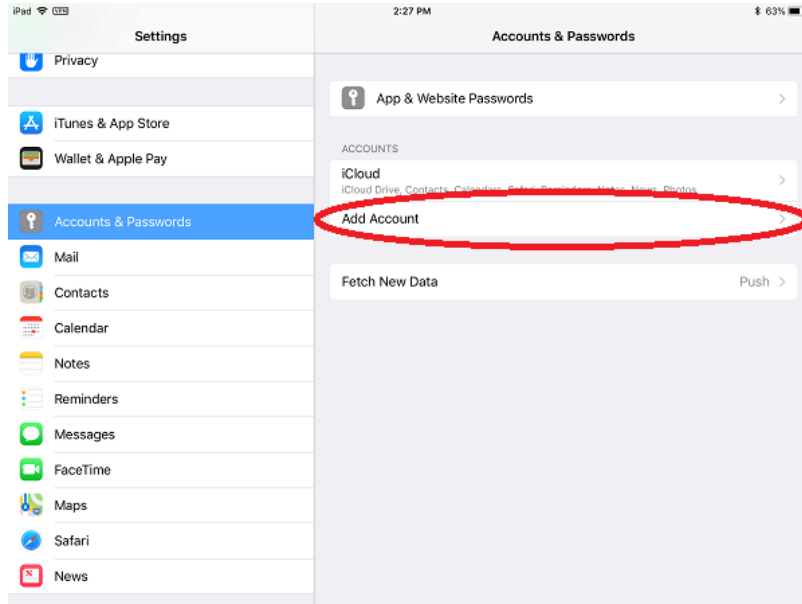 iPad VPN 2:27 PM 63%
Settings
Accounts & Passwords
Privacy
iTunes & App Store
Wallet & Apple Pay
Accounts & Passwords
Mail
Contacts
Calendar
Notes
Reminders
Messages
FaceTime
Maps
Safari
News
App & Website Passwords
ACCOUNTS
iCloud
iCloud Drive, Contacts, Calendars, Safari, Reminders, Notes, News, Photos
Add Account
Fetch New Data Push